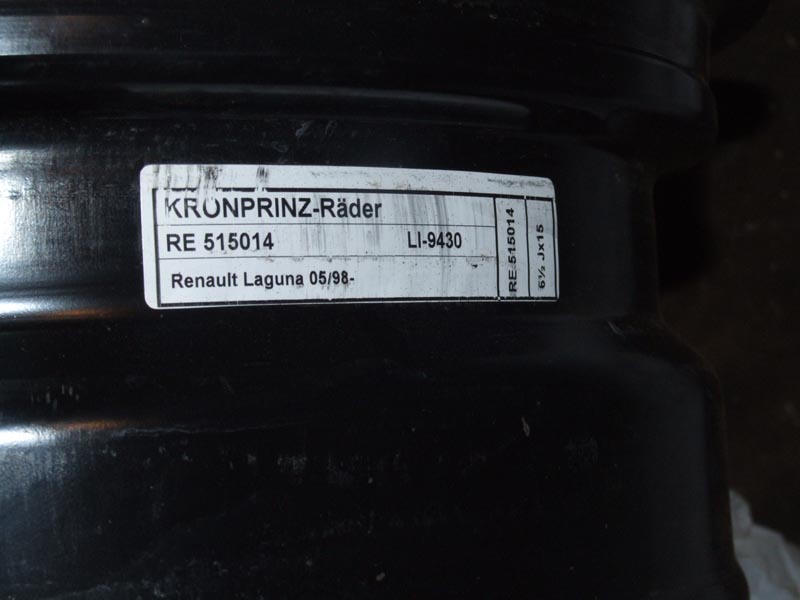 KRONPRINZ-Räder
RE 515014 LI-9430
Renault Laguna 05/98-
RE 515014
6½ Jx15